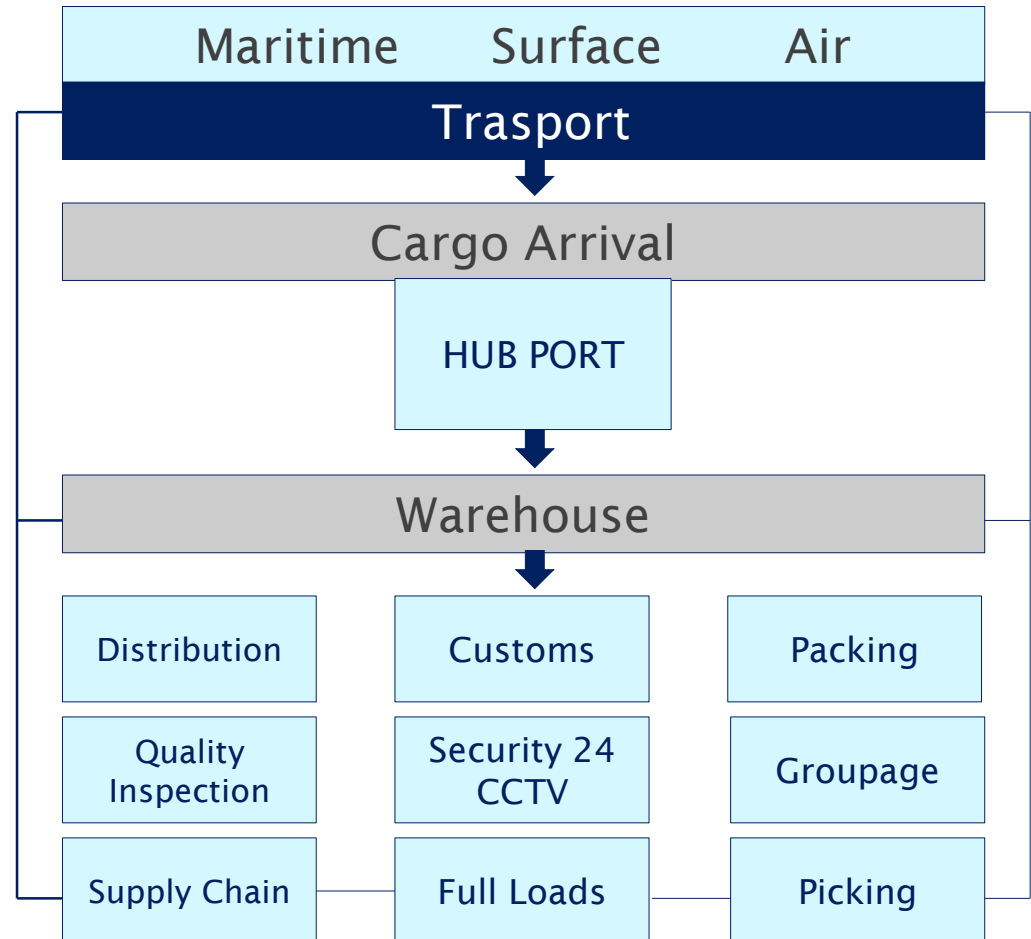 Maritime Surface Air
Trasport
Cargo Arrival
HUB PORT
Warehouse
Distribution
Customs
Packing
Quality
Inspection
Security 24
CCTV
Groupage
Supply Chain
Full Loads
Picking